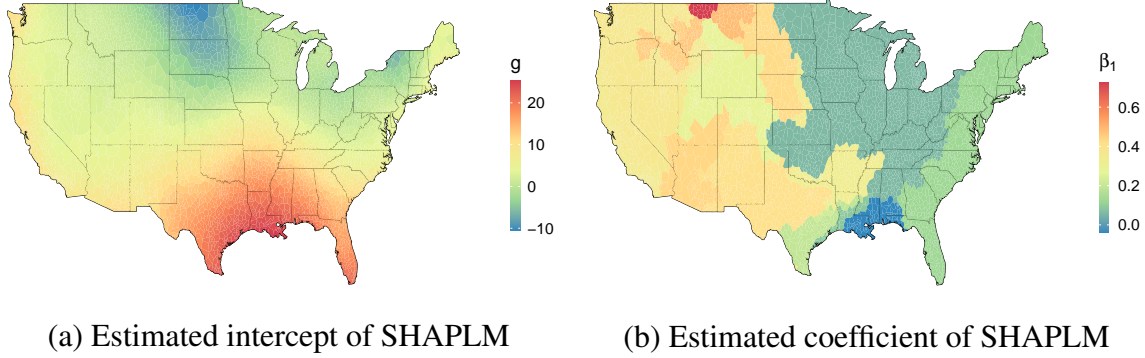 g
20
10
0
−10
β₁
0.6
0.4
0.2
0.0
(a) Estimated intercept of SHAPLM
(b) Estimated coefficient of SHAPLM